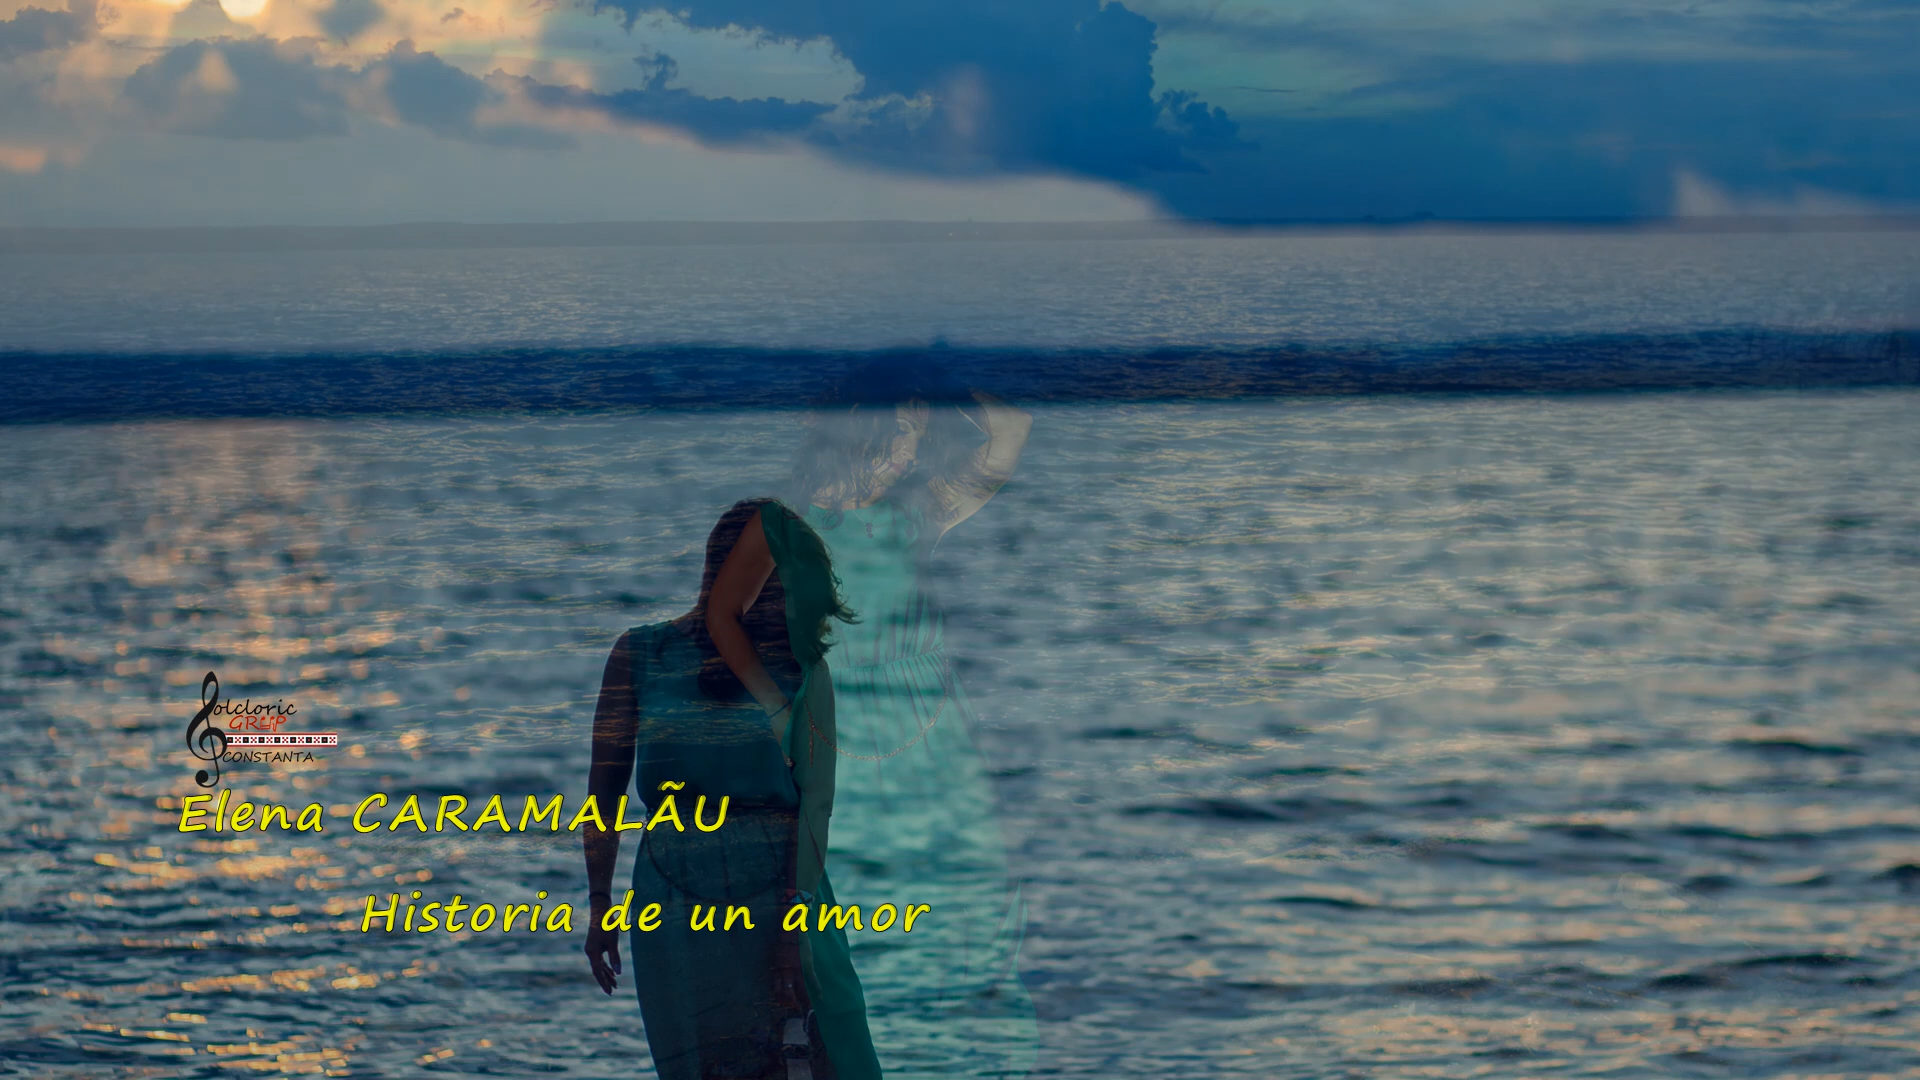 olcloric
GRUP
CONSTANTA
Elena CARAMALÃU
Historia de un amor